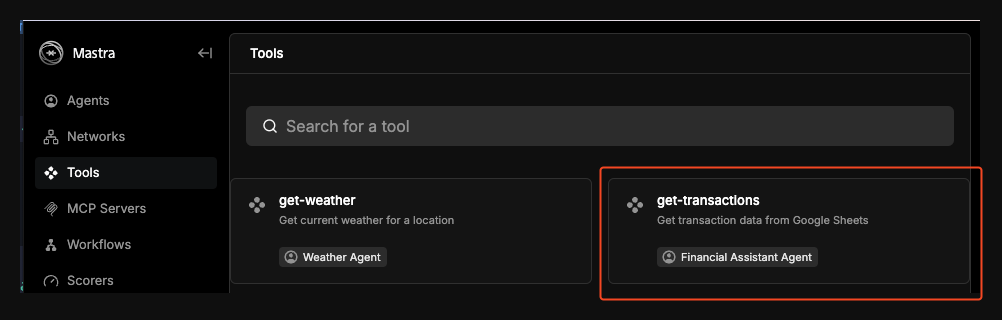 Mastra
Agents
Networks
Tools
MCP Servers
Workflows
Scorers
Tools
Search for a tool
get-weather
Get current weather for a location
Weather Agent
get-transactions
Get transaction data from Google Sheets
Financial Assistant Agent